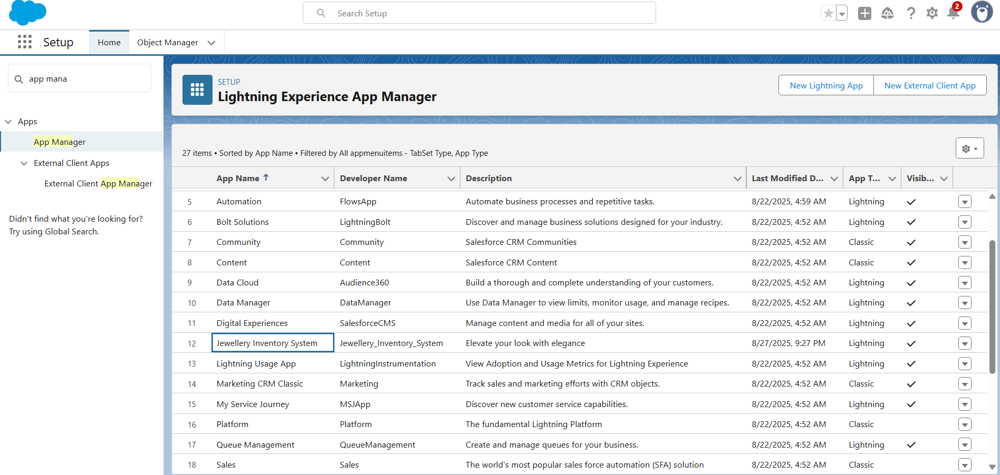 Search Setup
2
Setup
Home
Object Manager
app mana
Apps
App Manager
External Client Apps
External Client App Manager
Didn't find what you're looking for?
Try using Global Search.
SETUP
Lightning Experience App Manager
New Lightning App
New External Client App
27 items • Sorted by App Name • Filtered by All appmenuitems - TabSet Type, App Type
App Name ↑ Developer Name Description Last Modified D... App T... Visib...
5 Automation FlowsApp Automate business processes and repetitive tasks. 8/22/2025, 4:59 AM Lightning ✓
6 Bolt Solutions LightningBolt Discover and manage business solutions designed for your industry. 8/22/2025, 4:52 AM Lightning ✓
7 Community Community Salesforce CRM Communities 8/22/2025, 4:52 AM Classic ✓
8 Content Content Salesforce CRM Content 8/22/2025, 4:52 AM Classic ✓
9 Data Cloud Audience360 Build a thorough and complete understanding of your customers. 8/22/2025, 4:52 AM Lightning ✓
10 Data Manager DataManager Use Data Manager to view limits, monitor usage, and manage recipes. 8/22/2025, 4:52 AM Lightning ✓
11 Digital Experiences SalesforceCMS Manage content and media for all of your sites. 8/22/2025, 4:52 AM Lightning ✓
12 Jewellery Inventory System Jewellery_Inventory_System Elevate your look with elegance 8/27/2025, 9:27 PM Lightning ✓
13 Lightning Usage App LightningInstrumentation View Adoption and Usage Metrics for Lightning Experience 8/22/2025, 4:52 AM Lightning ✓
14 Marketing CRM Classic Marketing Track sales and marketing efforts with CRM objects. 8/22/2025, 4:52 AM Classic ✓
15 My Service Journey MSJApp Discover new customer service capabilities. 8/22/2025, 4:52 AM Lightning ✓
16 Platform Platform The fundamental Lightning Platform 8/22/2025, 4:52 AM Classic
17 Queue Management QueueManagement Create and manage queues for your business. 8/22/2025, 4:52 AM Lightning ✓
18 Sales Sales The world's most popular sales force automation (SFA) solution 8/22/2025, 4:52 AM Classic